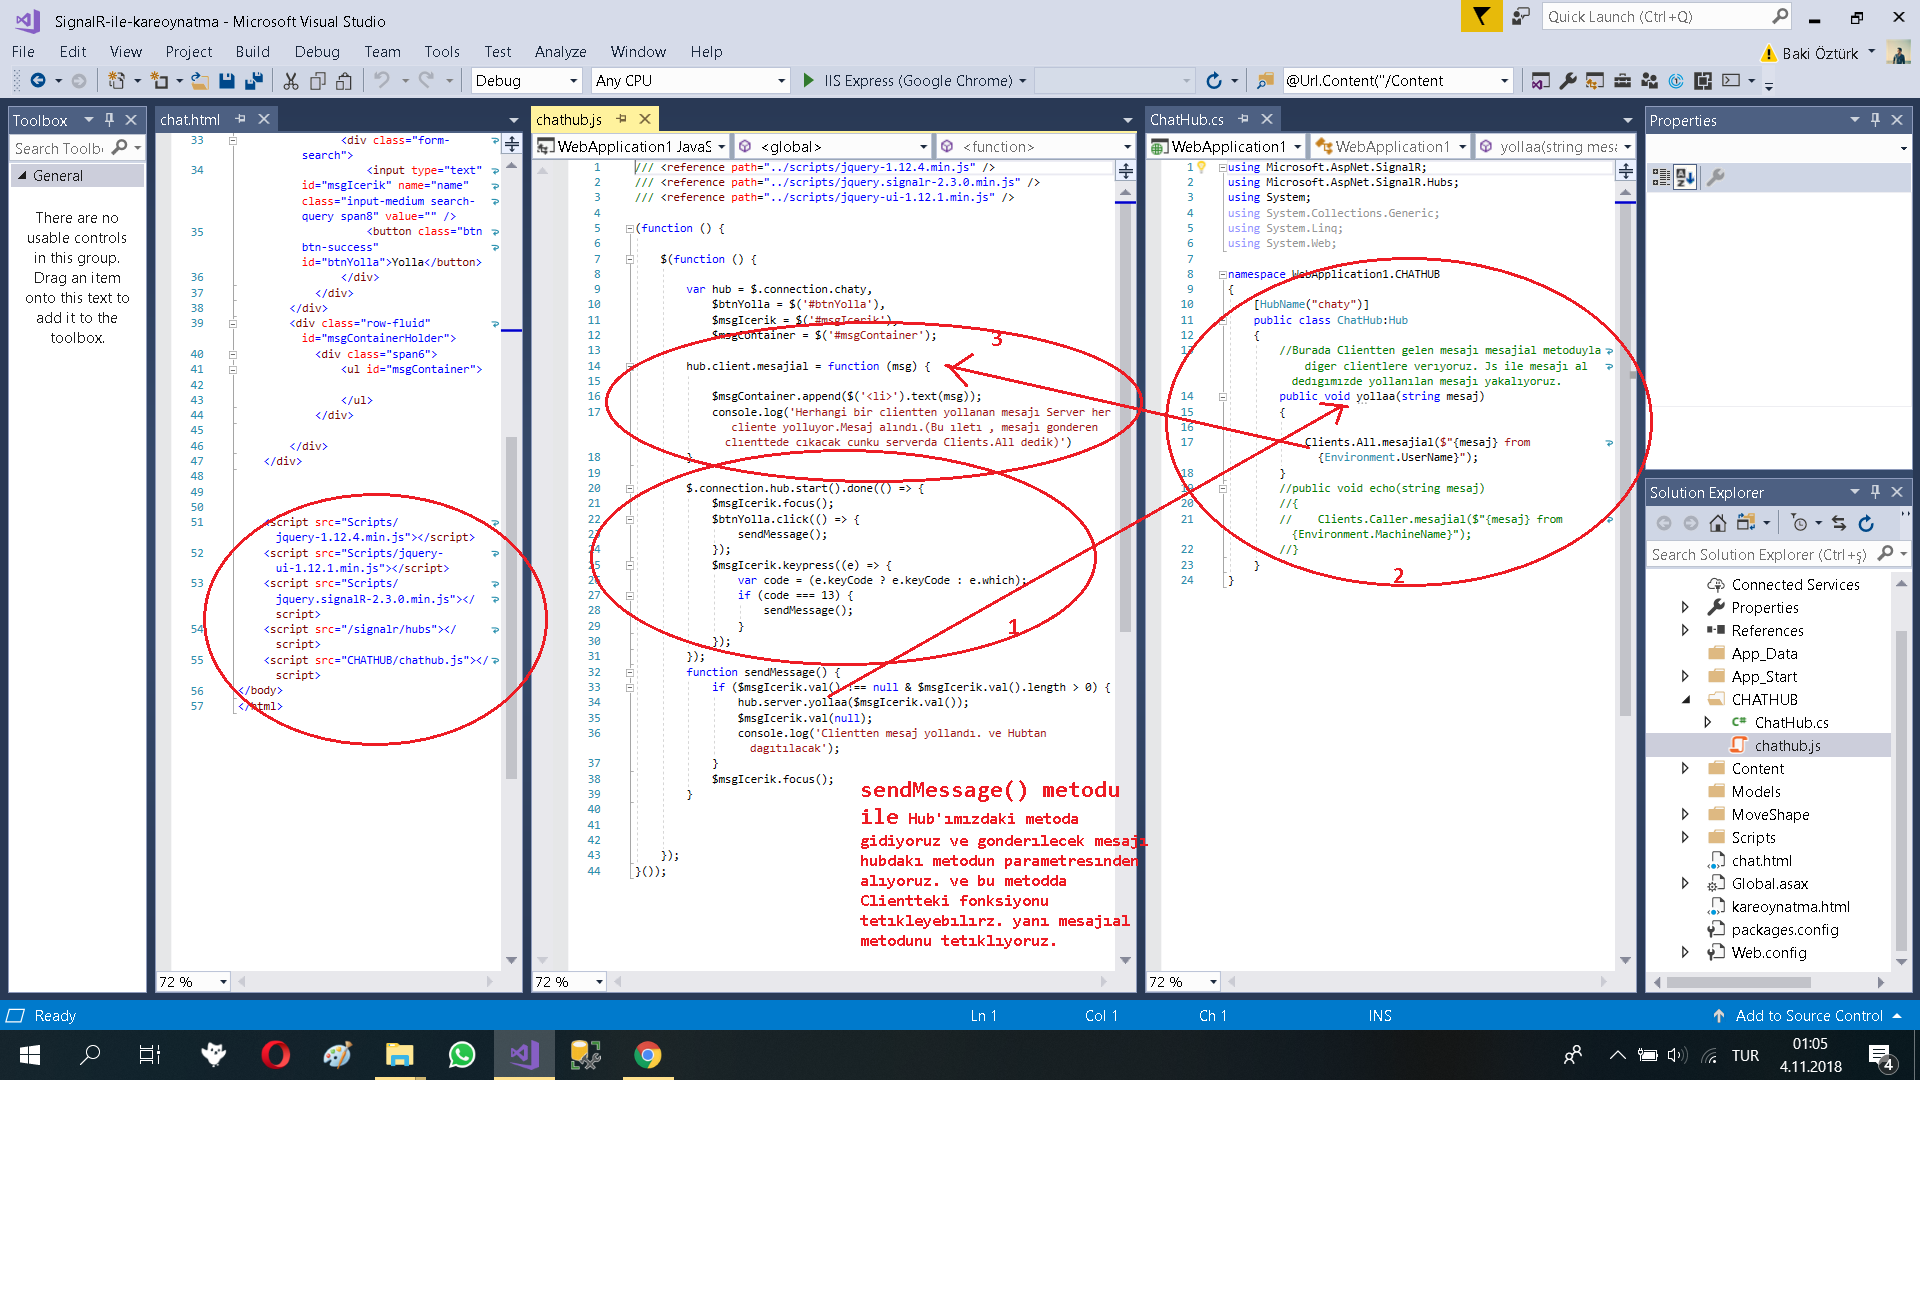 SignalR-ile-kareoynatma - Microsoft Visual Studio
Quick Launch (Ctrl+Q)
File Edit View Project Build Debug Team Tools Test Analyze Window Help
Baki Öztürk
Debug Any CPU IIS Express (Google Chrome) @Url.Content("/Content
Toolbox
Search Toolb
General
There are no
usable controls
in this group.
Drag an item
onto this text to
add it to the
toolbox.
chat.html
33 <div class="form-
search">
34 <input type="text"
id="msgIcerik" name="name"
class="input-medium search-
query span8" value="" />
35 <button class="btn
btn-success"
id="btnYolla">Yolla</button>
36 </div>
37 </div>
38 </div>
39 <div class="row-fluid"
id="msgContainerHolder">
40 <div class="span6">
41 <ul id="msgContainer">
42
43 </ul>
44 </div>
45
46 </div>
47 </div>
48
49
50
51 <script src="Scripts/
jquery-1.12.4.min.js"></script>
52 <script src="Scripts/jquery-
ui-1.12.1.min.js"></script>
53 <script src="Scripts/
jquery.signalR-2.3.0.min.js"></
script>
54 <script src="/signalr/hubs"></
script>
55 <script src="CHATHUB/chathub.js"></
script>
56 </body>
57 </html>
72 %
chathub.js
WebApplication1 JavaS <global> <function>
1 /// <reference path="../scripts/jquery-1.12.4.min.js" />
2 /// <reference path="../scripts/jquery.signalr-2.3.0.min.js" />
3 /// <reference path="../scripts/jquery-ui-1.12.1.min.js" />
4
5 (function () {
6
7 $(function () {
8
9 var hub = $.connection.chaty,
10 $btnYolla = $('#btnYolla'),
11 $msgIcerik = $('#msgIcerik'),
12 $msgContainer = $('#msgContainer');
13
14 hub.client.mesajial = function (msg) {
15
16 $msgContainer.append($('<li>').text(msg));
17 console.log('Herhangi bir clientten yollanan mesajı Server her
cliente yolluyor.Mesaj alındı.(Bu ıletı , mesajı gonderen
clıenttede cıkacak cunku serverda Clients.All dedik)')
18 }
19
20 $.connection.hub.start().done(() => {
21 $msgIcerik.focus();
22 $btnYolla.click(() => {
23 sendMessage();
24 });
25 $msgIcerik.keypress((e) => {
26 var code = (e.keyCode ? e.keyCode : e.which);
27 if (code === 13) {
28 sendMessage();
29 }
30 });
31 });
32 function sendMessage() {
33 if ($msgIcerik.val() !== null & $msgIcerik.val().length > 0) {
34 hub.server.yollaa($msgIcerik.val());
35 $msgIcerik.val(null);
36 console.log('Clientten mesaj yollandı. ve Hubtan
dagıtılacak');
37 }
38 $msgIcerik.focus();
39 }
40
41
42
43 });
44 }());
3
1
sendMessage() metodu
ile Hub'ımızdaki metoda
gidiyoruz ve gonderılecek mesajı
hubdakı metodun parametresınden
alıyoruz. ve bu metodda
Clientteki fonksiyonu
tetıkleyebılırz. yanı mesajıal
metodunu tetıklıyoruz.
72 %
ChatHub.cs
WebApplication1 WebApplication1 yollaa(string mesa
1 using Microsoft.AspNet.SignalR;
2 using Microsoft.AspNet.SignalR.Hubs;
3 using System;
4 using System.Collections.Generic;
5 using System.Linq;
6 using System.Web;
7
8 namespace WebApplication1.CHATHUB
9 {
10 [HubName("chaty")]
11 public class ChatHub:Hub
12 {
13 //Burada Clientten gelen mesajı mesajial metoduyla
diger clientlere verıyoruz. Js ile mesajı al
dedıgımızde yollanılan mesajı yakalıyoruz.
14 public void yollaa(string mesaj)
15 {
16
17 Clients.All.mesajial($"{mesaj} from
{Environment.UserName}");
18 }
19 //public void echo(string mesaj)
20 //{
21 // Clients.Caller.mesajial($"{mesaj} from
{Environment.MachineName}");
22 //}
23 }
24 }
2
72 %
Properties
Solution Explorer
Search Solution Explorer (Ctrl+ş)
Connected Services
Properties
References
App_Data
App_Start
CHATHUB
C# ChatHub.cs
chathub.js
Content
Models
MoveShape
Scripts
chat.html
Global.asax
kareoynatma.html
packages.config
Web.config
Ready Ln 1 Col 1 Ch 1 INS Add to Source Control
TUR
01:05
4.11.2018
4